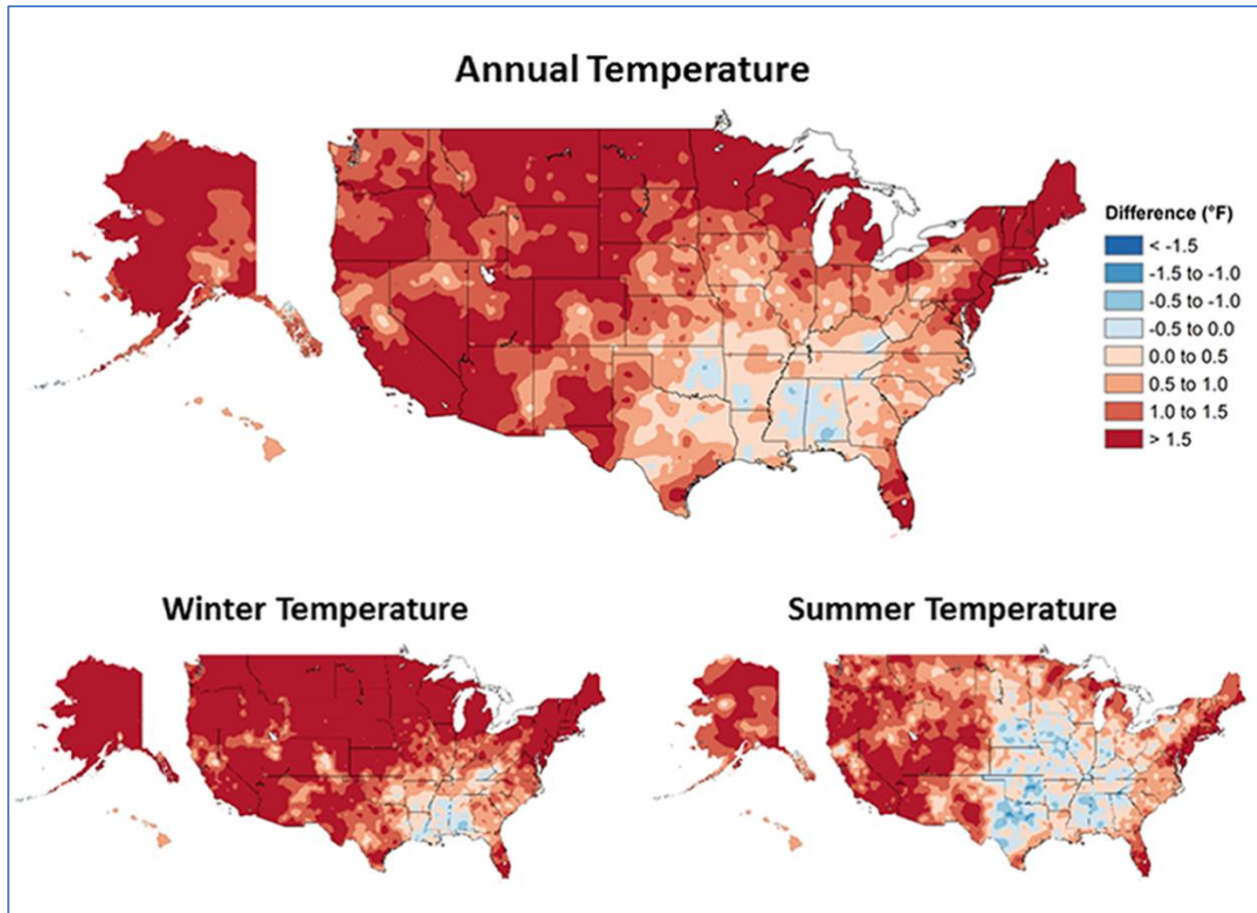 Annual Temperature
Difference (°F)
< -1.5
-1.5 to -1.0
-0.5 to -1.0
-0.5 to 0.0
0.0 to 0.5
0.5 to 1.0
1.0 to 1.5
> 1.5
Winter Temperature
Summer Temperature